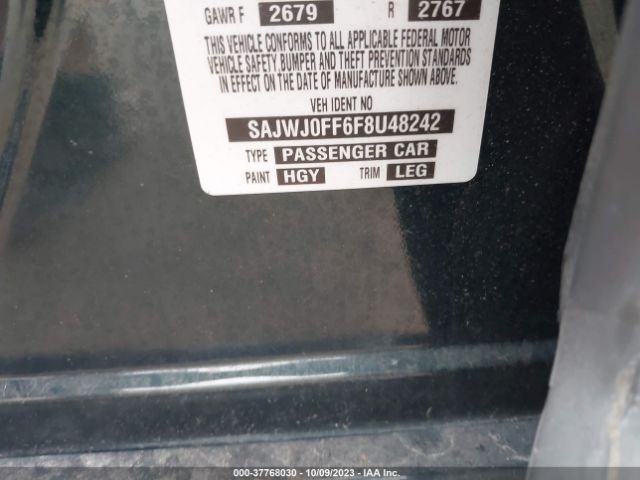 GAWR F 2679 R 2767
THIS VEHICLE CONFORMS TO ALL APPLICABLE FEDERAL MOTOR
VEHICLE SAFETY BUMPER AND THEFT PREVENTION STANDARDS
IN EFFECT ON THE DATE OF MANUFACTURE SHOWN ABOVE.
VEH IDENT NO
SAJWJ0FF6F8U48242
TYPE PASSENGER CAR
PAINT HGY TRIM LEG
000-37768030 - 10/09/2023 - IAA Inc.